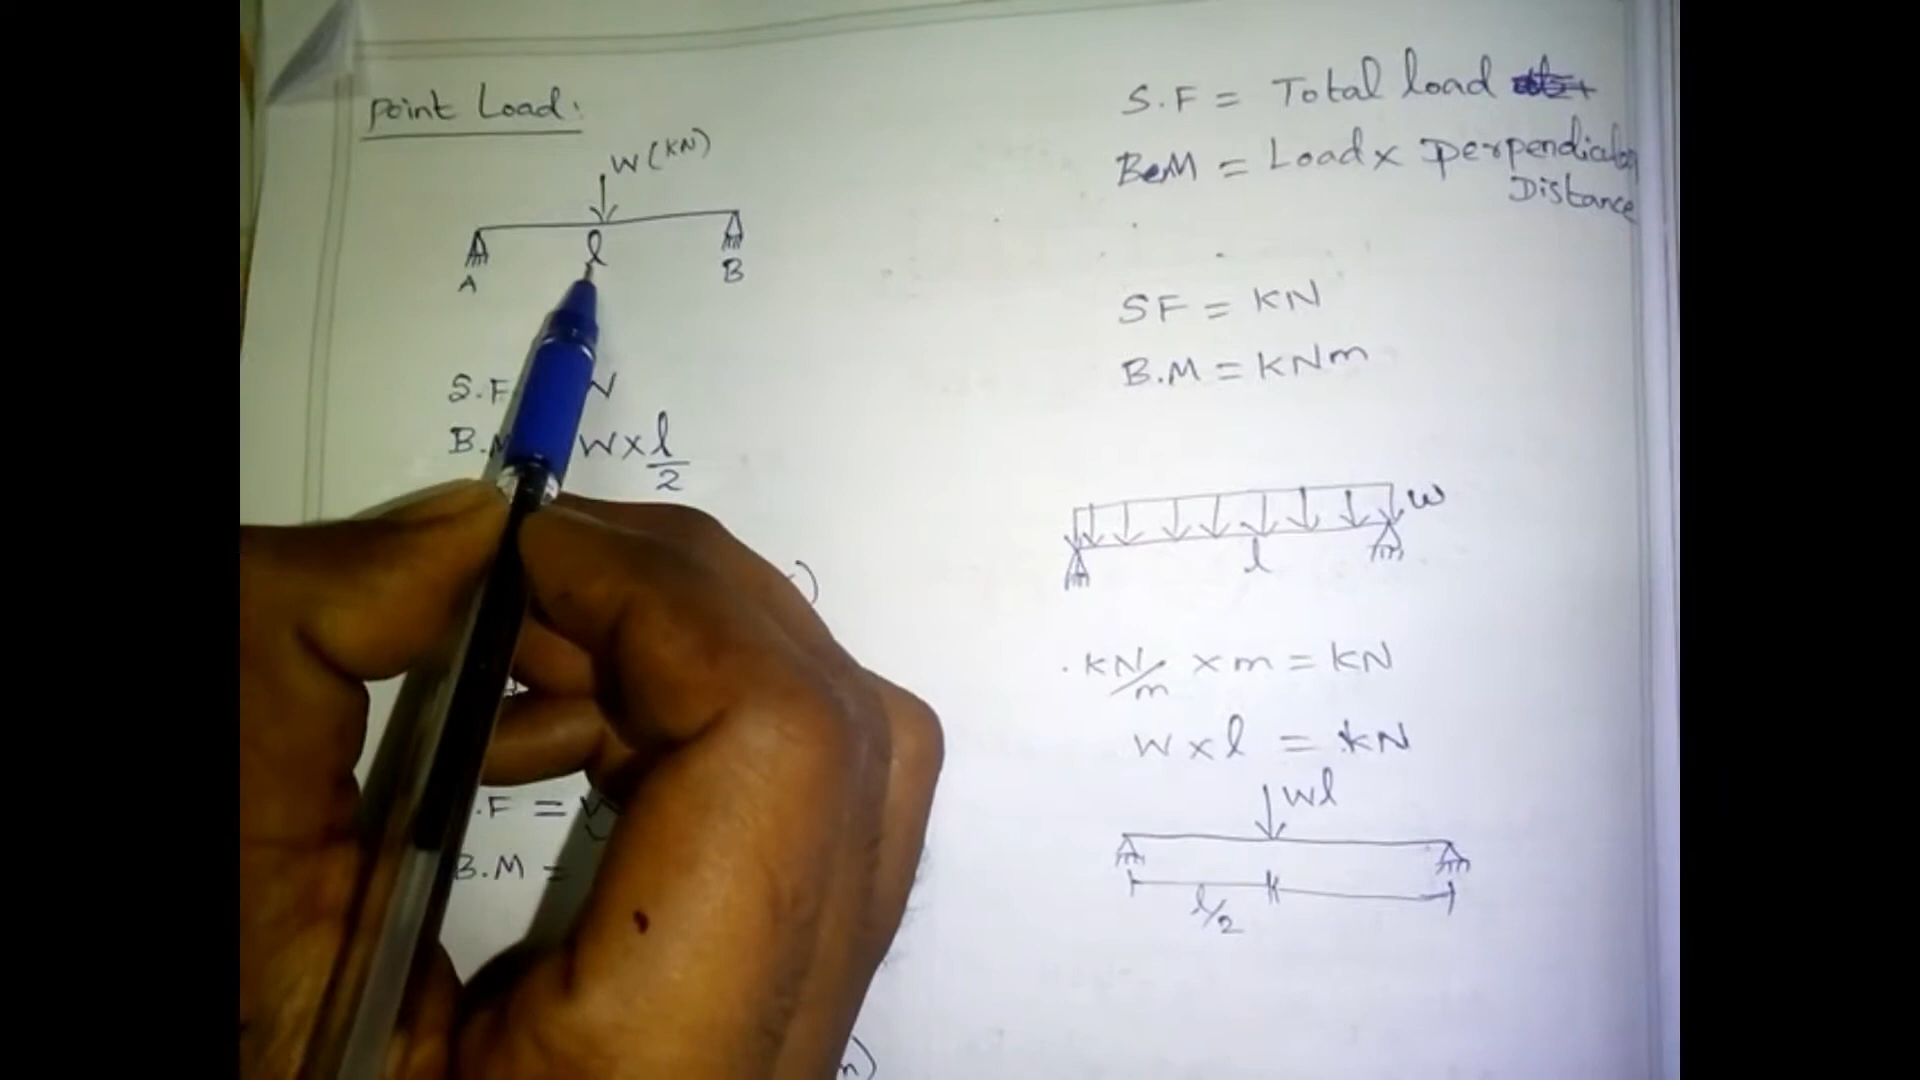 Point Load:
W (KN)
l
A
B
S.F
W
B.M
W x l/2
)
.F =
B.M =
m)
S.F = Total load
B.M = Load x Perpendicular
Distance
SF = KN
B.M = KNm
w
l
KN/m x m = KN
W x l = KN
Wl
l/2